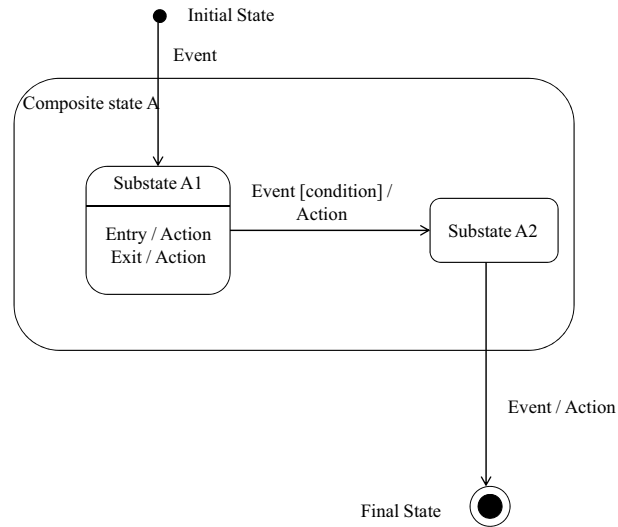 Initial State
Event
Composite state A
Substate A1
Entry / Action
Exit / Action
Event [condition] /
Action
Substate A2
Event / Action
Final State